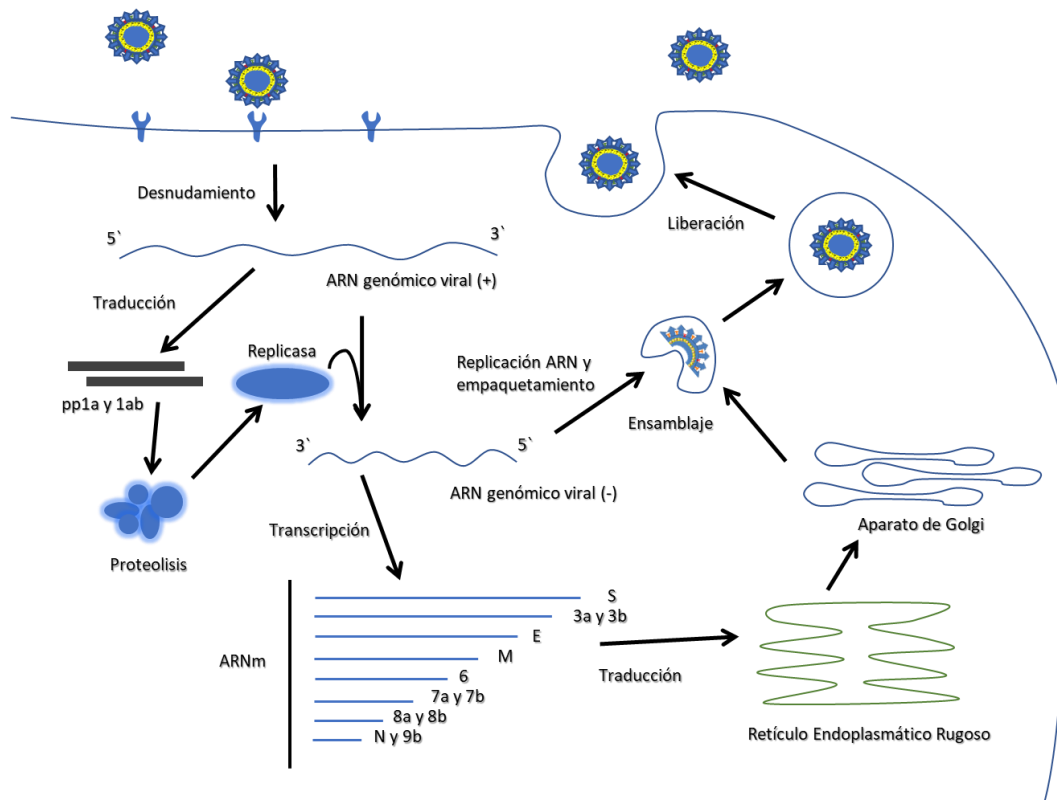 Desnudamiento
5`
3`
ARN genómico viral (+)
Traducción
Replicasa
pp1a y 1ab
Replicación ARN y
empaquetamiento
Liberación
Ensamblaje
3`
5`
ARN genómico viral (-)
Proteolisis
Transcripción
Aparato de Golgi
ARNm
S
3a y 3b
E
M
6
7a y 7b
8a y 8b
N y 9b
Traducción
Retículo Endoplasmático Rugoso